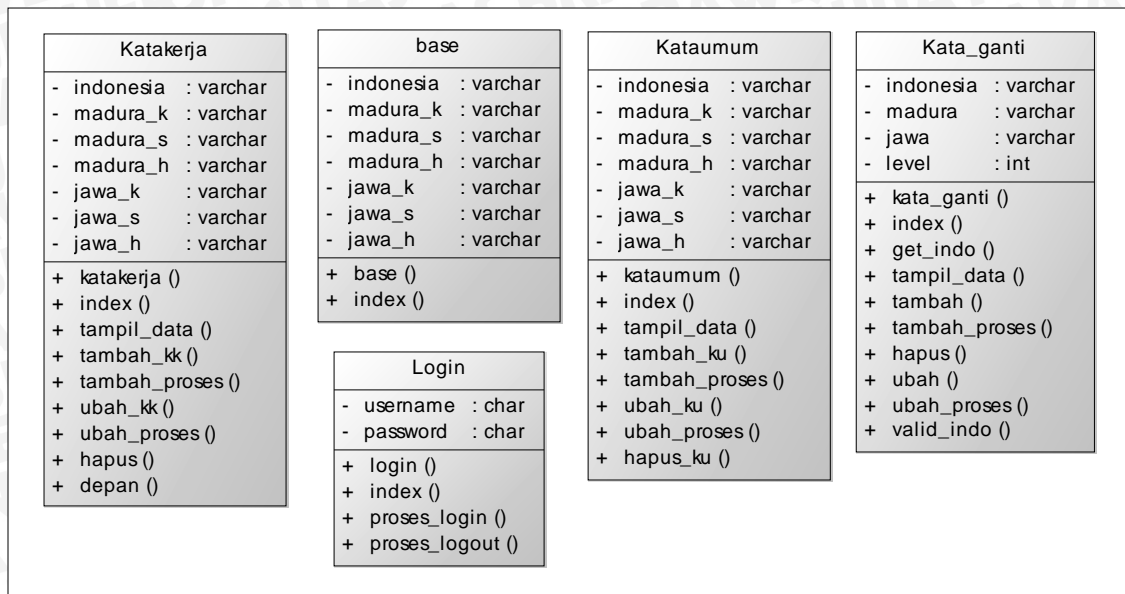 Katakerja
- indonesia : varchar
- madura_k : varchar
- madura_s : varchar
- madura_h : varchar
- jawa_k : varchar
- jawa_s : varchar
- jawa_h : varchar
+ katakerja ()
+ index ()
+ tampil_data ()
+ tambah_kk ()
+ tambah_proses ()
+ ubah_kk ()
+ ubah_proses ()
+ hapus ()
+ depan ()
base
- indonesia : varchar
- madura_k : varchar
- madura_s : varchar
- madura_h : varchar
- jawa_k : varchar
- jawa_s : varchar
- jawa_h : varchar
+ base ()
+ index ()
Login
- username : char
- password : char
+ login ()
+ index ()
+ proses_login ()
+ proses_logout ()
Kataumum
- indonesia : varchar
- madura_k : varchar
- madura_s : varchar
- madura_h : varchar
- jawa_k : varchar
- jawa_s : varchar
- jawa_h : varchar
+ kataumum ()
+ index ()
+ tampil_data ()
+ tambah_ku ()
+ tambah_proses ()
+ ubah_ku ()
+ ubah_proses ()
+ hapus_ku ()
Kata_ganti
- indonesia : varchar
- madura : varchar
- jawa : varchar
- level : int
+ kata_ganti ()
+ index ()
+ get_indo ()
+ tampil_data ()
+ tambah ()
+ tambah_proses ()
+ hapus ()
+ ubah ()
+ ubah_proses ()
+ valid_indo ()